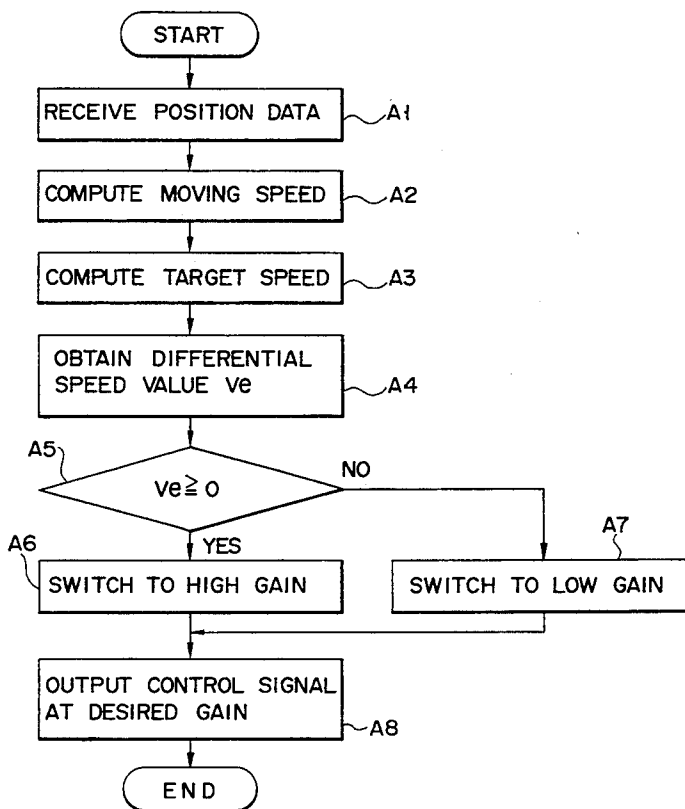 START
RECEIVE POSITION DATA
A1
COMPUTE MOVING SPEED
A2
COMPUTE TARGET SPEED
A3
OBTAIN DIFFERENTIAL
SPEED VALUE Ve
A4
A5
Ve ≧ 0
NO
YES
A6
SWITCH TO HIGH GAIN
A7
SWITCH TO LOW GAIN
OUTPUT CONTROL SIGNAL
AT DESIRED GAIN
A8
END